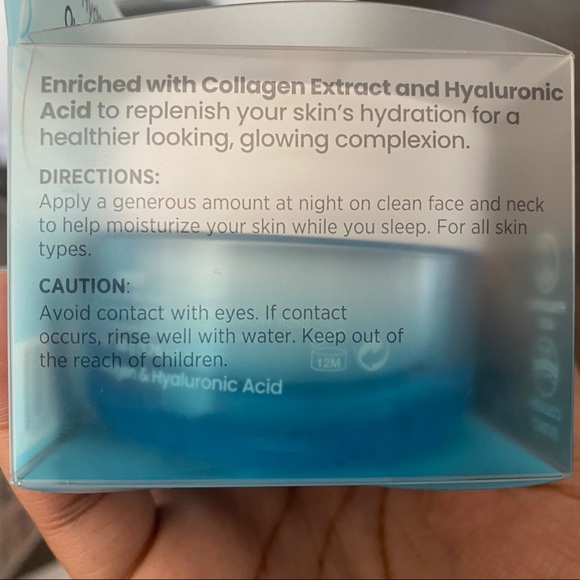 Enriched with Collagen Extract and Hyaluronic
Acid to replenish your skin's hydration for a
healthier looking, glowing complexion.
DIRECTIONS:
Apply a generous amount at night on clean face and neck
to help moisturize your skin while you sleep. For all skin
types.
CAUTION:
Avoid contact with eyes. If contact
occurs, rinse well with water. Keep out of
the reach of children.
12M
& Hyaluronic Acid